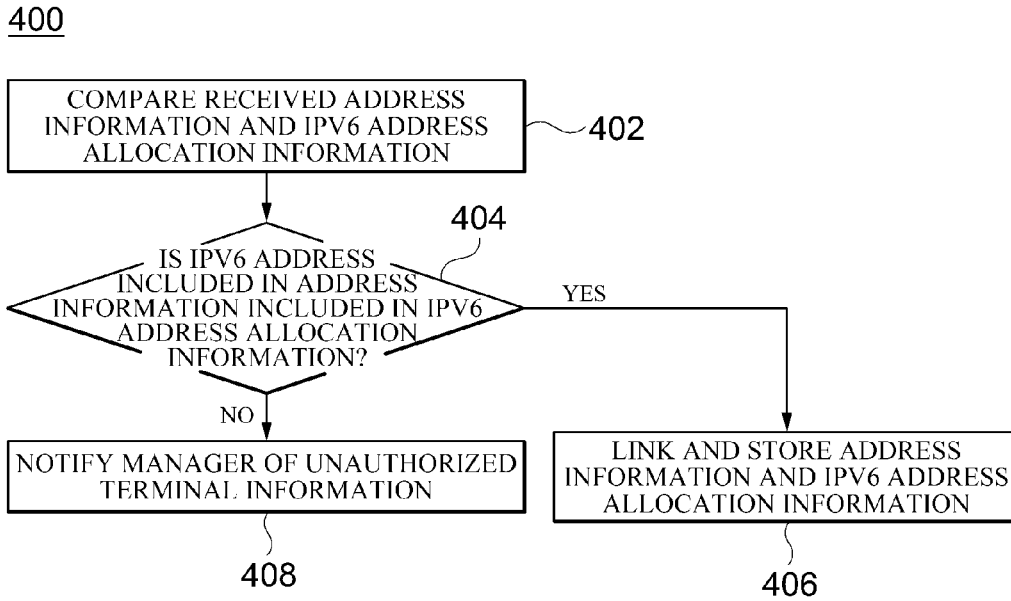 400
COMPARE RECEIVED ADDRESS
INFORMATION AND IPV6 ADDRESS
ALLOCATION INFORMATION
402
404
IS IPV6 ADDRESS
INCLUDED IN ADDRESS
INFORMATION INCLUDED IN IPV6
ADDRESS ALLOCATION
INFORMATION?
YES
NO
NOTIFY MANAGER OF UNAUTHORIZED
TERMINAL INFORMATION
408
LINK AND STORE ADDRESS
INFORMATION AND IPV6 ADDRESS
ALLOCATION INFORMATION
406